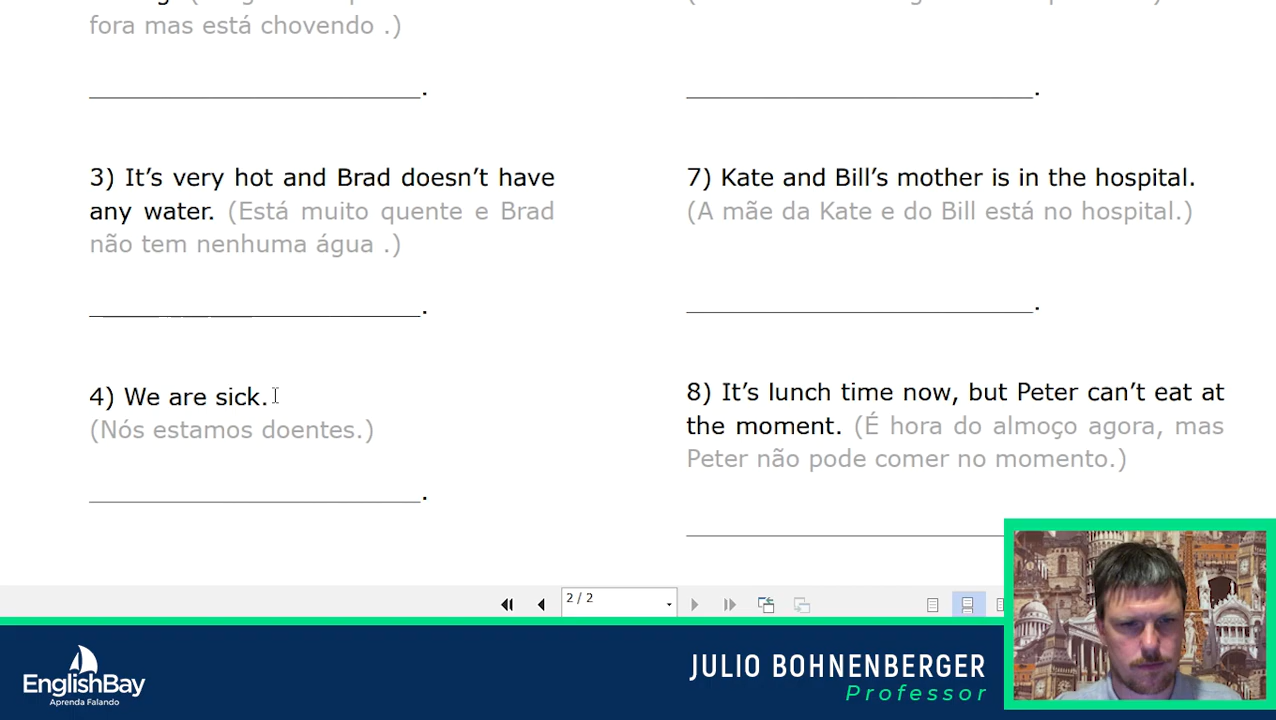 fora mas está chovendo .)
.
.
3) It's very hot and Brad doesn't have
any water. (Está muito quente e Brad
não tem nenhuma água .)
.
4) We are sick.
(Nós estamos doentes.)
.
7) Kate and Bill's mother is in the hospital.
(A mãe da Kate e do Bill está no hospital.)
.
8) It's lunch time now, but Peter can't eat at
the moment. (É hora do almoço agora, mas
Peter não pode comer no momento.)
2 / 2
EnglishBay
Aprenda Falando
JULIO BOHNENBERGER
Professor